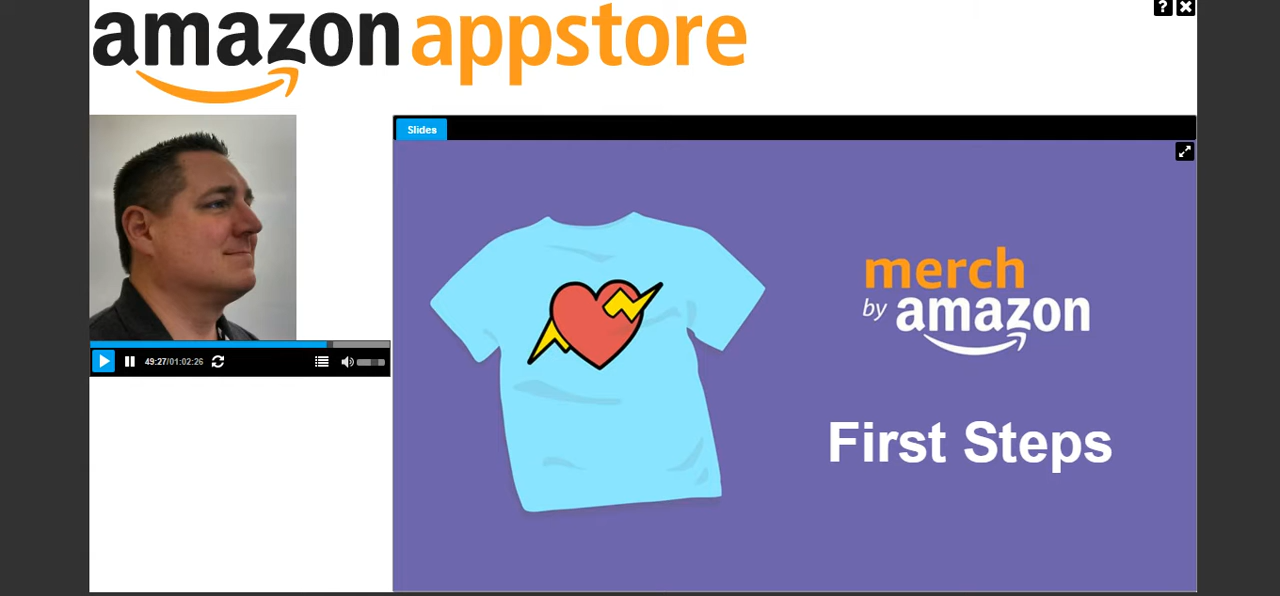 amazon appstore
Slides
merch
by amazon
First Steps
49:27/01:02:26